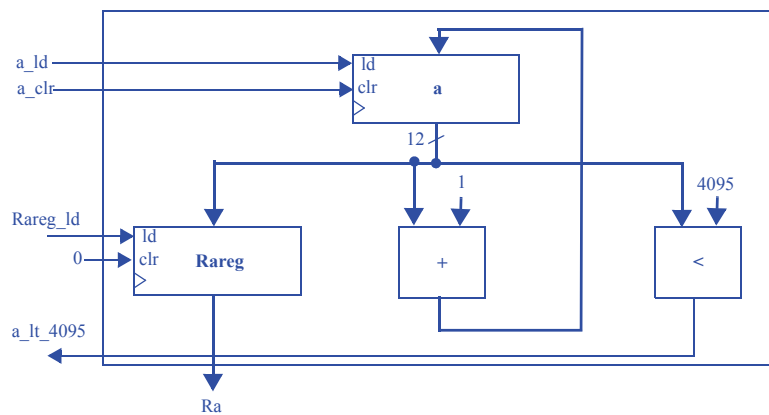 a_ld
ld
a_clr
clr
a
12
1
4095
Rareg_ld
ld
0
clr
Rareg
+
<
a_lt_4095
Ra